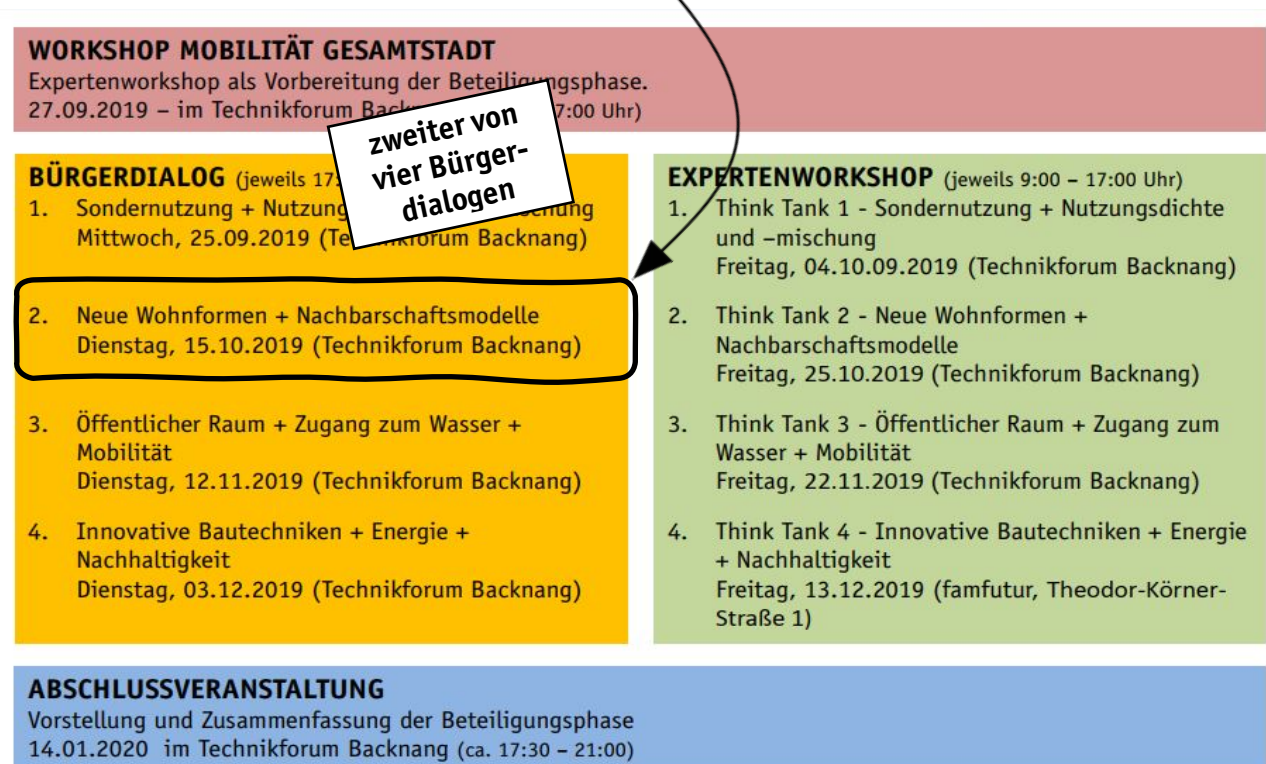 WORKSHOP MOBILITÄT GESAMTSTADT
Expertenworkshop als Vorbereitung der Beteiligungsphase.
27.09.2019 – im Technikforum 7:00 Uhr)
zweiter von
vier Bürger-
dialogen
BÜRGERDIALOG (jeweils
1. Sondernutzung +
Mittwoch, 25.09.2019 Backnang)
2. Neue Wohnformen + Nachbarschaftsmodelle
Dienstag, 15.10.2019 (Technikforum Backnang)
3. Öffentlicher Raum + Zugang zum Wasser +
Mobilität
Dienstag, 12.11.2019 (Technikforum Backnang)
4. Innovative Bautechniken + Energie +
Nachhaltigkeit
Dienstag, 03.12.2019 (Technikforum Backnang)
EXPERTENWORKSHOP (jeweils 9:00 – 17:00 Uhr)
1. Think Tank 1 - Sondernutzung + Nutzungsdichte
und –mischung
Freitag, 04.10.09.2019 (Technikforum Backnang)
2. Think Tank 2 - Neue Wohnformen +
Nachbarschaftsmodelle
Freitag, 25.10.2019 (Technikforum Backnang)
3. Think Tank 3 - Öffentlicher Raum + Zugang zum
Wasser + Mobilität
Freitag, 22.11.2019 (Technikforum Backnang)
4. Think Tank 4 - Innovative Bautechniken + Energie
+ Nachhaltigkeit
Freitag, 13.12.2019 (famfutur, Theodor-Körner-
Straße 1)
ABSCHLUSSVERANSTALTUNG
Vorstellung und Zusammenfassung der Beteiligungsphase
14.01.2020 im Technikforum Backnang (ca. 17:30 – 21:00)